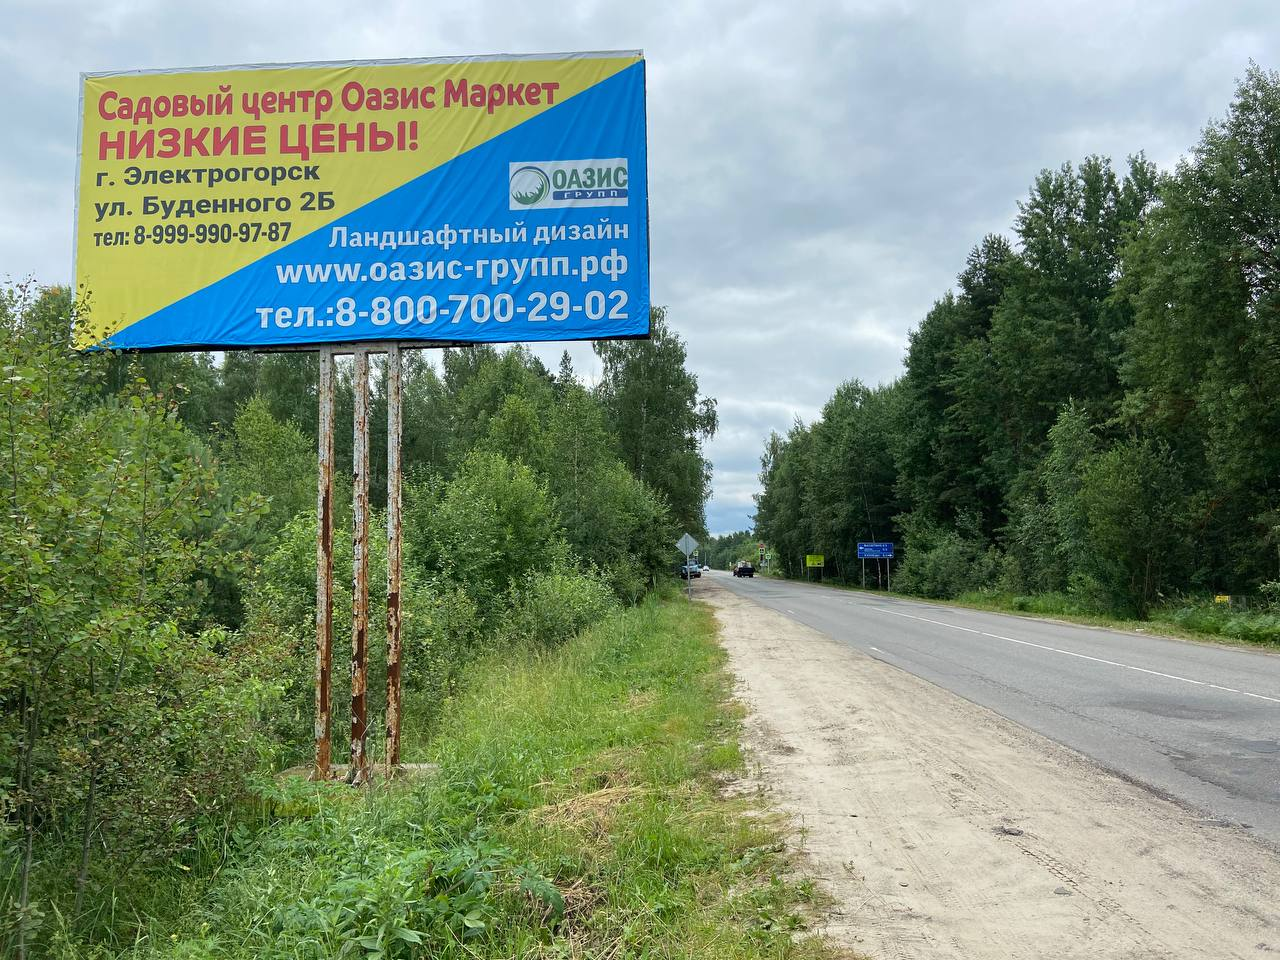 Садовый центр Оазис Маркет
НИЗКИЕ ЦЕНЫ!
г. Электрогорск
ул. Буденного 2Б
тел: 8-999-990-97-87
ОАЗИС
ГРУПП
Ландшафтный дизайн
www.оазис-групп.рф
тел.:8-800-700-29-02